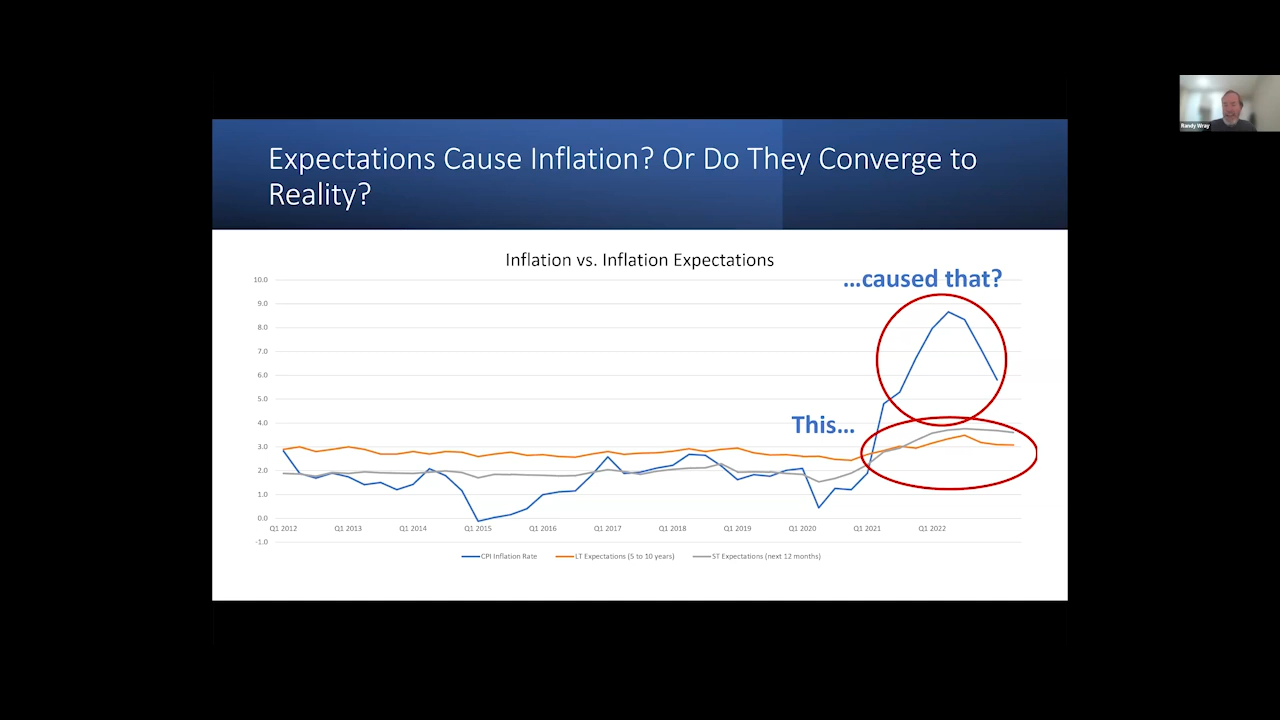 Expectations Cause Inflation? Or Do They Converge to
Reality?
Randy Wray
Inflation vs. Inflation Expectations
...caused that?
This...
10.0
9.0
8.0
7.0
6.0
5.0
4.0
3.0
2.0
1.0
0.0
-1.0
Q1 2012 Q1 2013 Q1 2014 Q1 2015 Q1 2016 Q1 2017 Q1 2018 Q1 2019 Q1 2020 Q1 2021 Q1 2022
CPI Inflation Rate LT Expectations (5 to 10 years) ST Expectations (next 12 months)